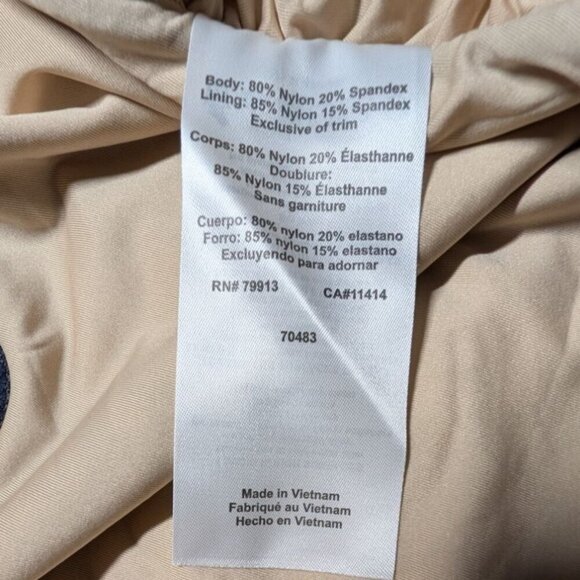 Body: 80% Nylon 20% Spandex
Lining: 85% Nylon 15% Spandex
Exclusive of trim
Corps: 80% Nylon 20% Élasthanne
Doublure:
85% Nylon 15% Élasthanne
Sans garniture
Cuerpo: 80% nylon 20% elastano
Forro: 85% nylon 15% elastano
Excluyendo para adornar
RN# 79913 CA#11414
70483
Made in Vietnam
Fabriqué au Vietnam
Hecho en Vietnam